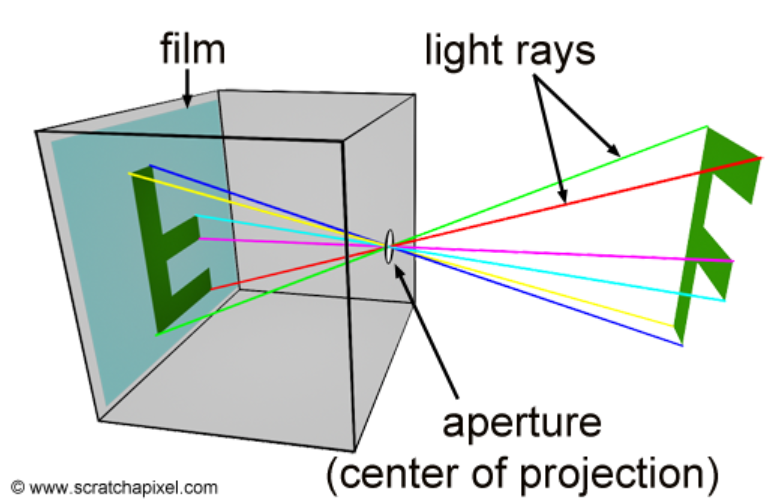 film
light rays
aperture
(center of projection)
© www.scratchapixel.com